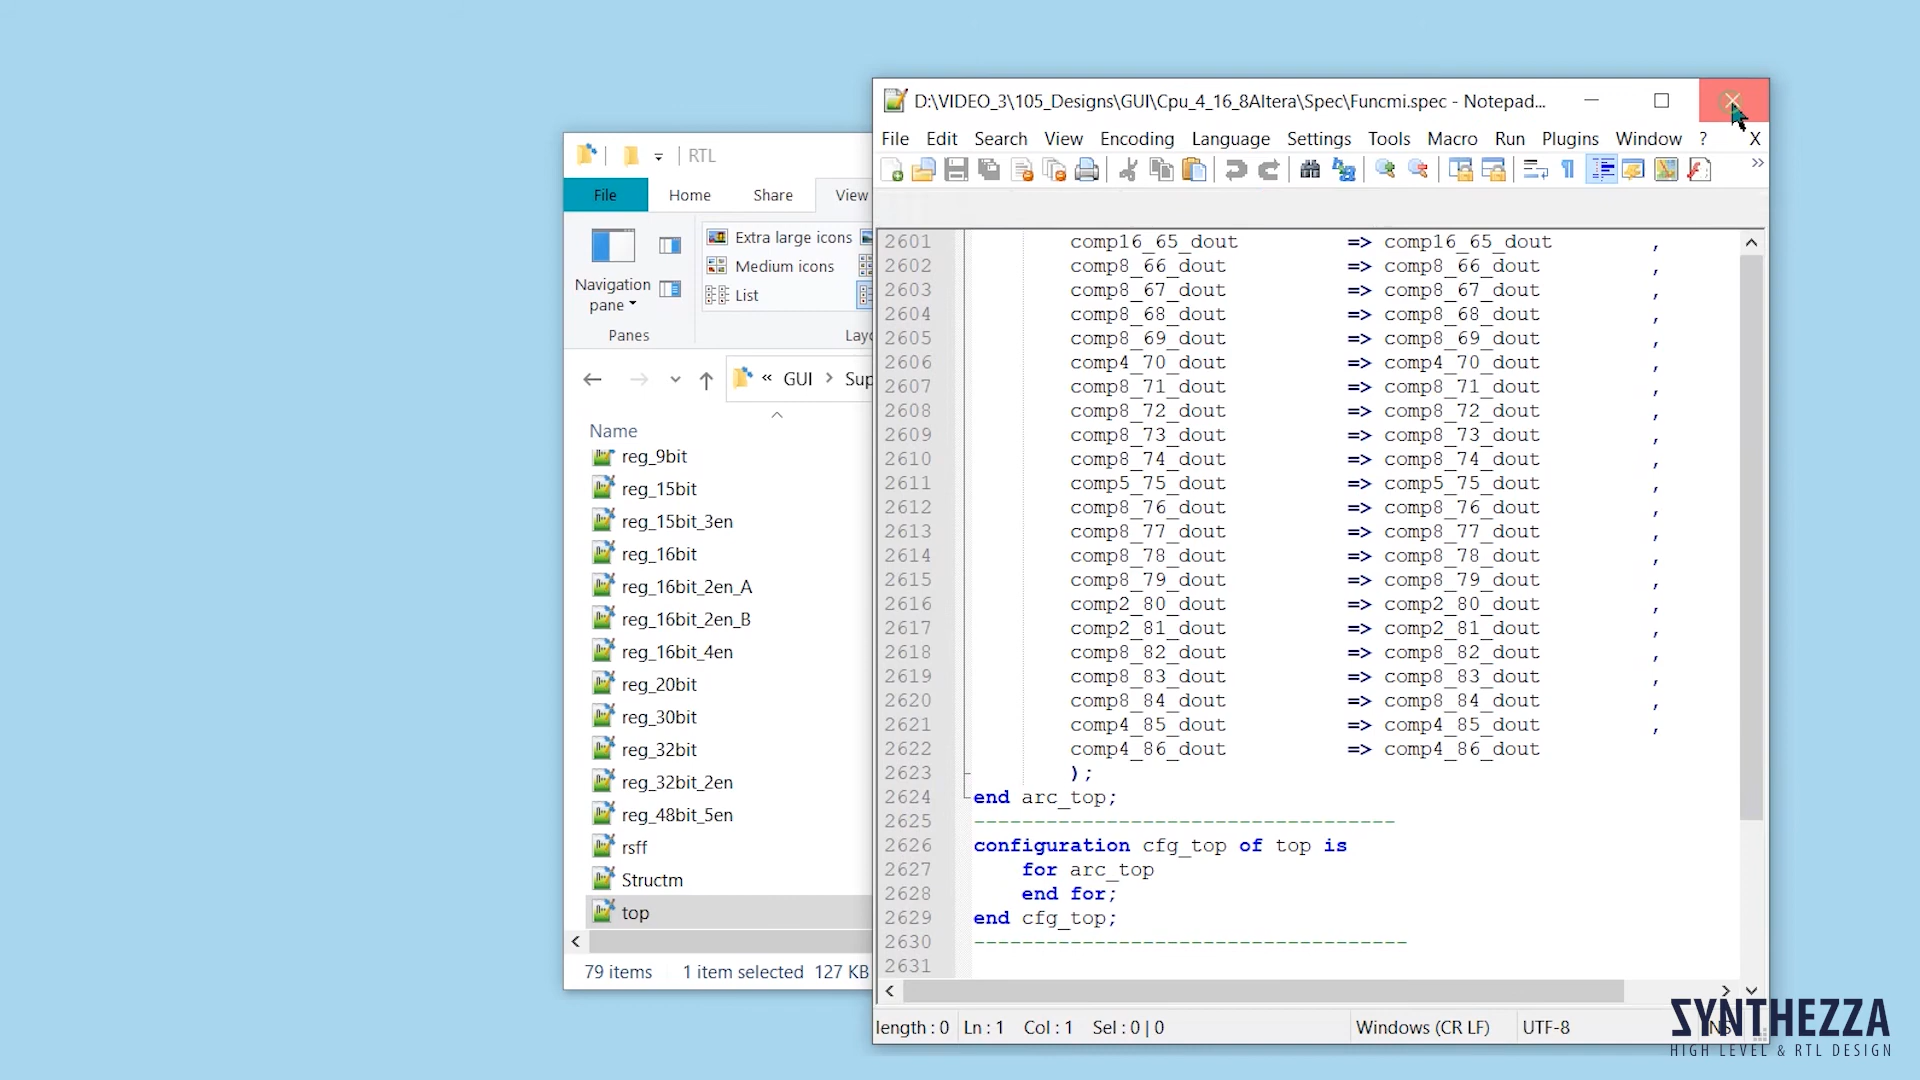 RTL
File Home Share View
Extra large icons
Medium icons
List
Navigation
pane
Panes
Layo
« GUI > Sup
Name
reg_9bit
reg_15bit
reg_15bit_3en
reg_16bit
reg_16bit_2en_A
reg_16bit_2en_B
reg_16bit_4en
reg_20bit
reg_30bit
reg_32bit
reg_32bit_2en
reg_48bit_5en
rsff
Structm
top
79 items 1 item selected 127 KB
D:\VIDEO_3\105_Designs\GUI\Cpu_4_16_8Altera\Spec\Funcmi.spec - Notepad...
File Edit Search View Encoding Language Settings Tools Macro Run Plugins Window ? X
2601 comp16_65_dout => comp16_65_dout ,
2602 comp8_66_dout => comp8_66_dout ,
2603 comp8_67_dout => comp8_67_dout ,
2604 comp8_68_dout => comp8_68_dout ,
2605 comp8_69_dout => comp8_69_dout ,
2606 comp4_70_dout => comp4_70_dout ,
2607 comp8_71_dout => comp8_71_dout ,
2608 comp8_72_dout => comp8_72_dout ,
2609 comp8_73_dout => comp8_73_dout ,
2610 comp8_74_dout => comp8_74_dout ,
2611 comp5_75_dout => comp5_75_dout ,
2612 comp8_76_dout => comp8_76_dout ,
2613 comp8_77_dout => comp8_77_dout ,
2614 comp8_78_dout => comp8_78_dout ,
2615 comp8_79_dout => comp8_79_dout ,
2616 comp2_80_dout => comp2_80_dout ,
2617 comp2_81_dout => comp2_81_dout ,
2618 comp8_82_dout => comp8_82_dout ,
2619 comp8_83_dout => comp8_83_dout ,
2620 comp8_84_dout => comp8_84_dout ,
2621 comp4_85_dout => comp4_85_dout ,
2622 comp4_86_dout => comp4_86_dout
2623 );
2624 end arc_top;
2625 -----------------------------------
2626 configuration cfg_top of top is
2627 for arc_top
2628 end for;
2629 end cfg_top;
2630 ------------------------------------
2631
length : 0 Ln : 1 Col : 1 Sel : 0 | 0 Windows (CR LF) UTF-8
SYNTHEZZA
HIGH LEVEL & RTL DESIGN